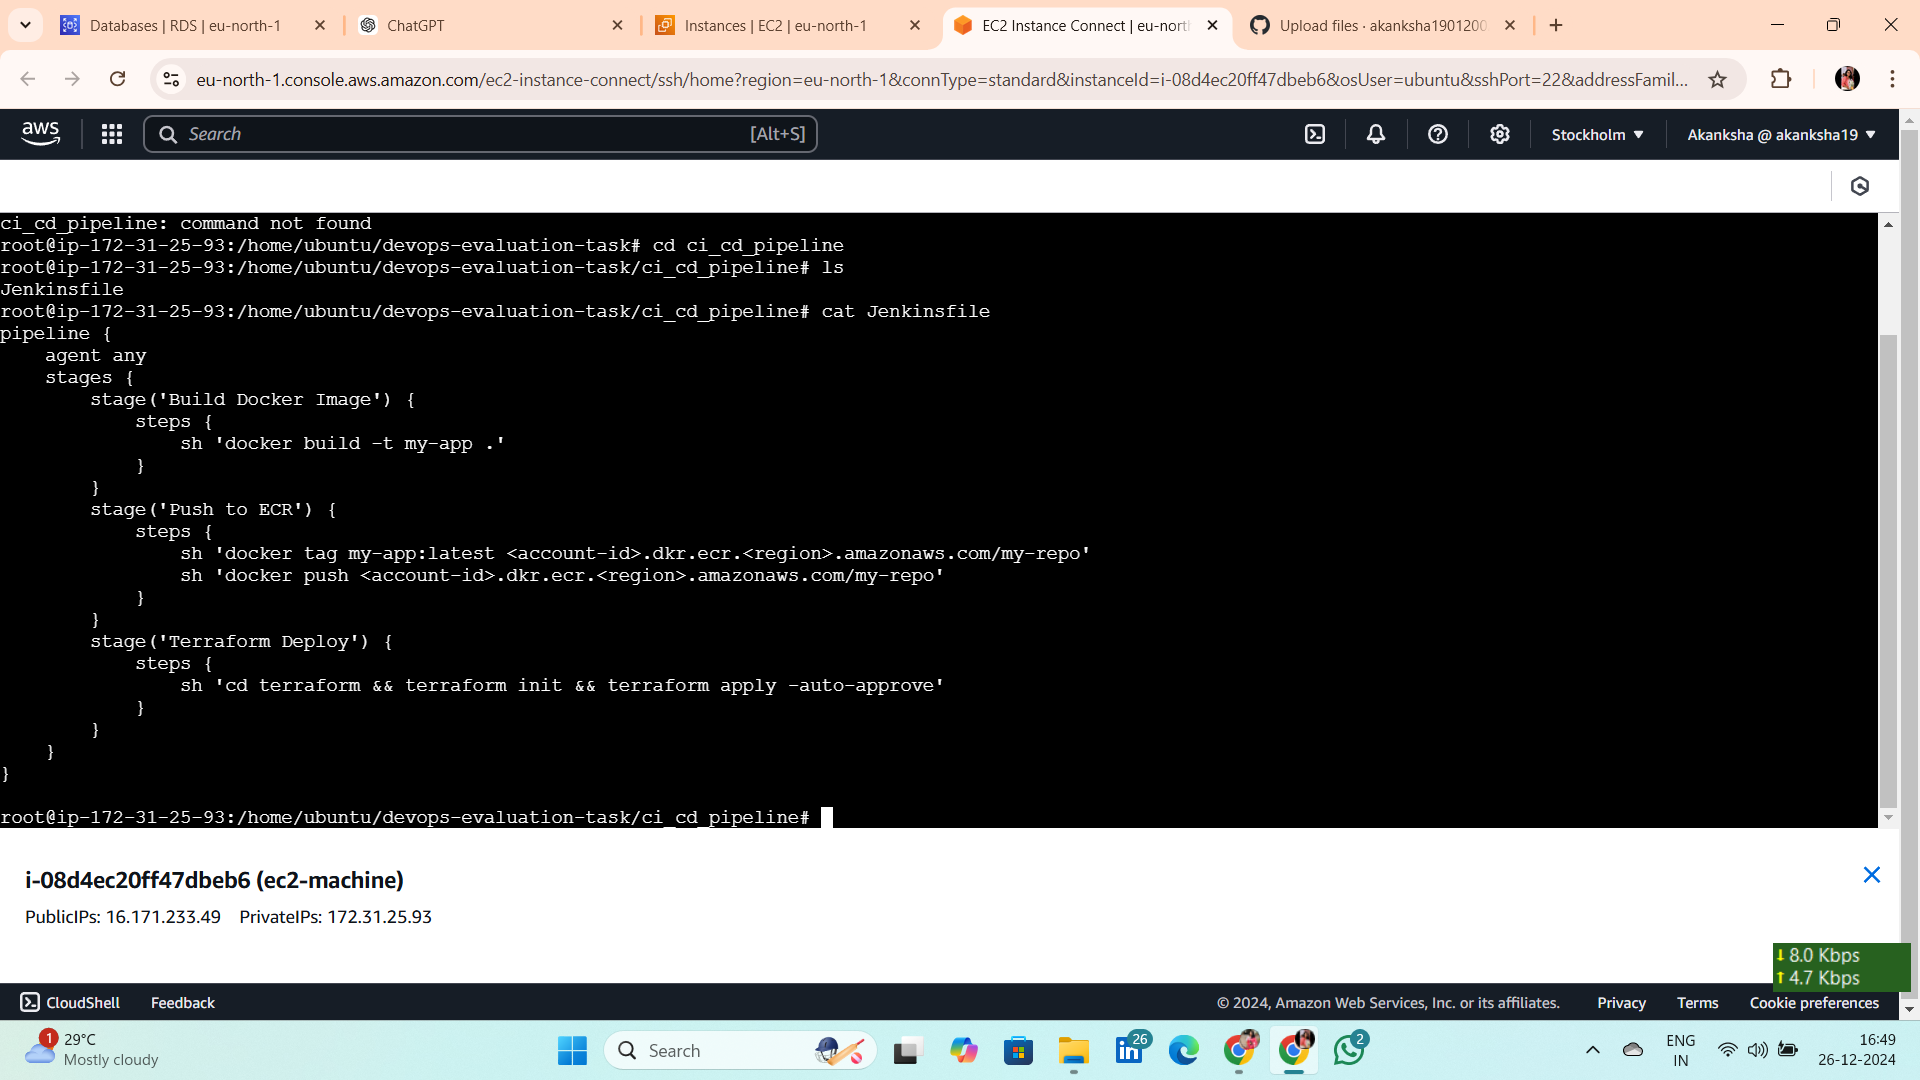 Databases | RDS | eu-north-1
ChatGPT
Instances | EC2 | eu-north-1
EC2 Instance Connect | eu-nort
Upload files · akanksha1901200
eu-north-1.console.aws.amazon.com/ec2-instance-connect/ssh/home?region=eu-north-1&connType=standard&instanceId=i-08d4ec20ff47dbeb6&osUser=ubuntu&sshPort=22&addressFamil...
aws
Search
[Alt+S]
Stockholm
Akanksha @ akanksha19
ci_cd_pipeline: command not found
root@ip-172-31-25-93:/home/ubuntu/devops-evaluation-task# cd ci_cd_pipeline
root@ip-172-31-25-93:/home/ubuntu/devops-evaluation-task/ci_cd_pipeline# ls
Jenkinsfile
root@ip-172-31-25-93:/home/ubuntu/devops-evaluation-task/ci_cd_pipeline# cat Jenkinsfile
pipeline {
    agent any
    stages {
        stage('Build Docker Image') {
            steps {
                sh 'docker build -t my-app .'
            }
        }
        stage('Push to ECR') {
            steps {
                sh 'docker tag my-app:latest <account-id>.dkr.ecr.<region>.amazonaws.com/my-repo'
                sh 'docker push <account-id>.dkr.ecr.<region>.amazonaws.com/my-repo'
            }
        }
        stage('Terraform Deploy') {
            steps {
                sh 'cd terraform && terraform init && terraform apply -auto-approve'
            }
        }
    }
}
root@ip-172-31-25-93:/home/ubuntu/devops-evaluation-task/ci_cd_pipeline#
i-08d4ec20ff47dbeb6 (ec2-machine)
PublicIPs: 16.171.233.49 PrivateIPs: 172.31.25.93
↓ 8.0 Kbps
↑ 4.7 Kbps
CloudShell
Feedback
© 2024, Amazon Web Services, Inc. or its affiliates.
Privacy
Terms
Cookie preferences
1
29°C
Mostly cloudy
Search
26
2
ENG
IN
16:49
26-12-2024